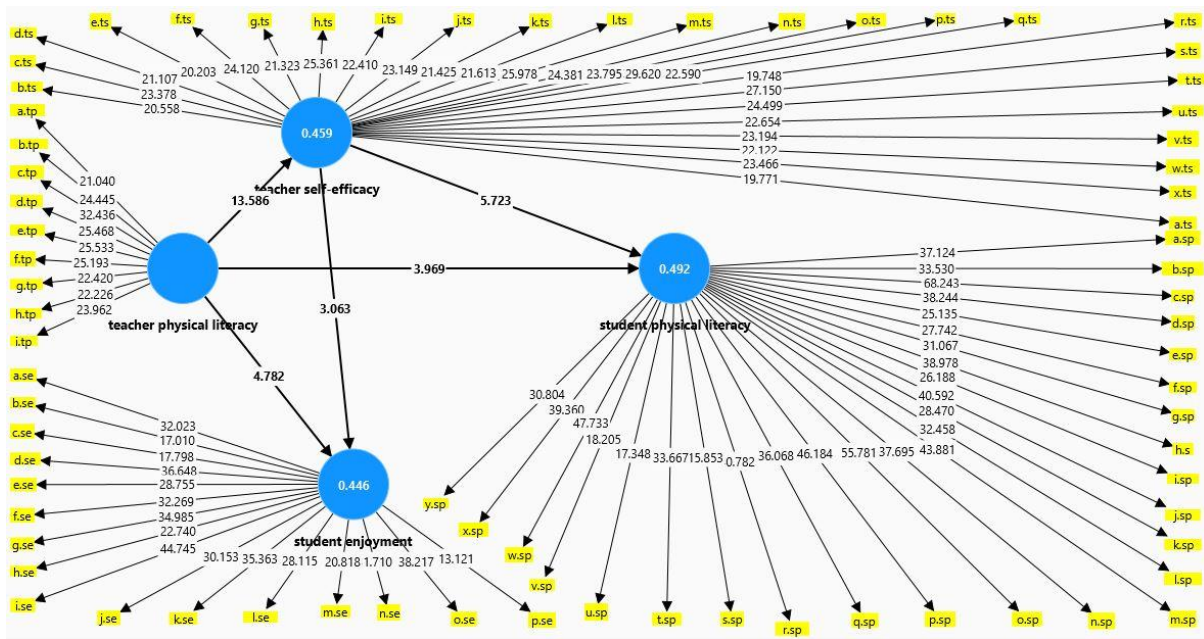 d.ts
e.ts
f.ts
g.ts
h.ts
i.ts
j.ts
k.ts
l.ts
m.ts
n.ts
o.ts
p.ts
q.ts
r.ts
c.ts
b.ts
s.ts
t.ts
u.ts
v.ts
w.ts
x.ts
a.ts
21.107
23.378
20.558
20.203
24.120
21.323
25.361
22.410
23.149
21.425
21.613
25.978
24.381
23.795
29.620
22.590
19.748
27.150
24.499
22.654
23.194
22.122
23.466
19.771
0.459
teacher self-efficacy
13.586
5.723
3.969
3.063
4.782
a.tp
b.tp
c.tp
d.tp
e.tp
f.tp
g.tp
h.tp
i.tp
21.040
24.445
32.436
25.468
25.533
25.193
22.420
22.226
23.962
teacher physical literacy
0.492
student physical literacy
a.sp
b.sp
c.sp
d.sp
e.sp
f.sp
g.sp
h.s
i.sp
j.sp
k.sp
l.sp
m.sp
37.124
33.530
68.243
38.244
25.135
27.742
31.067
38.978
26.188
40.592
28.470
32.458
43.881
30.804
39.360
47.733
18.205
17.348
33.667
15.853
0.782
36.068
46.184
55.781
37.695
y.sp
x.sp
w.sp
v.sp
u.sp
t.sp
s.sp
r.sp
q.sp
p.sp
o.sp
n.sp
a.se
b.se
c.se
d.se
e.se
f.se
g.se
h.se
i.se
32.023
17.010
17.798
36.648
28.755
32.269
34.985
22.740
44.745
0.446
student enjoyment
30.153
35.363
28.115
20.818
1.710
38.217
13.121
j.se
k.se
l.se
m.se
n.se
o.se
p.se